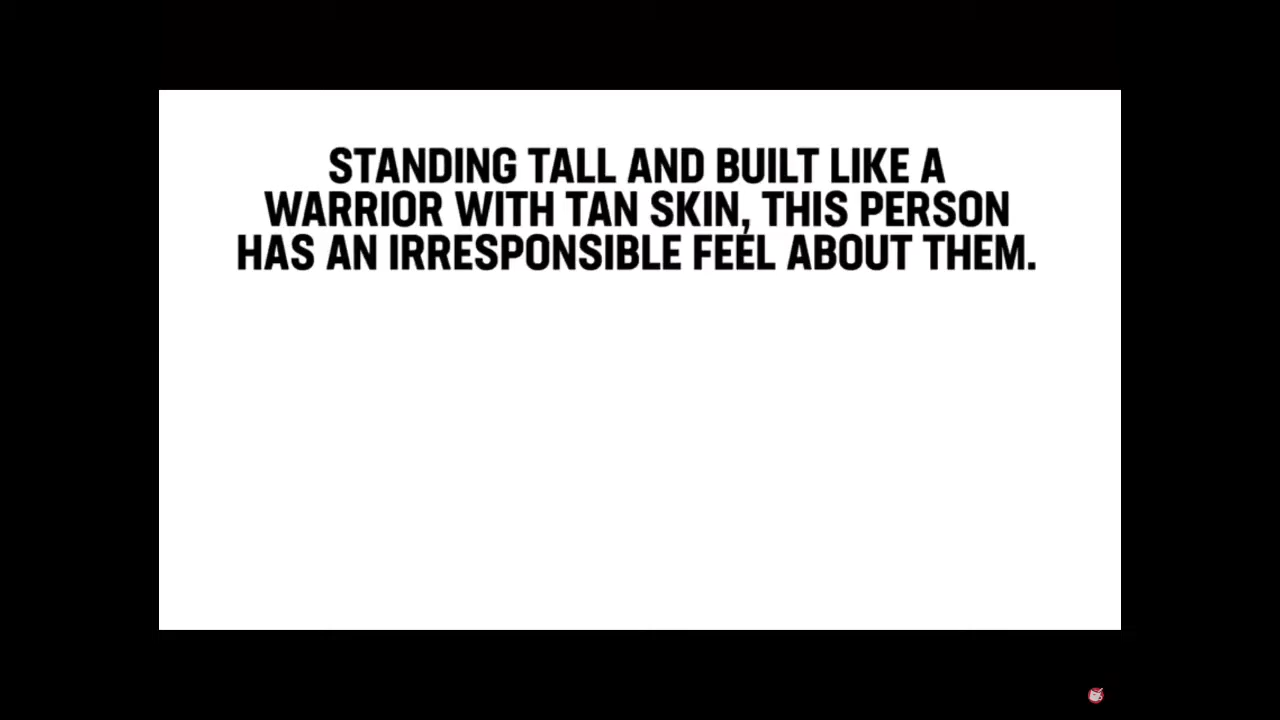 STANDING TALL AND BUILT LIKE A
WARRIOR WITH TAN SKIN, THIS PERSON
HAS AN IRRESPONSIBLE FEEL ABOUT THEM.